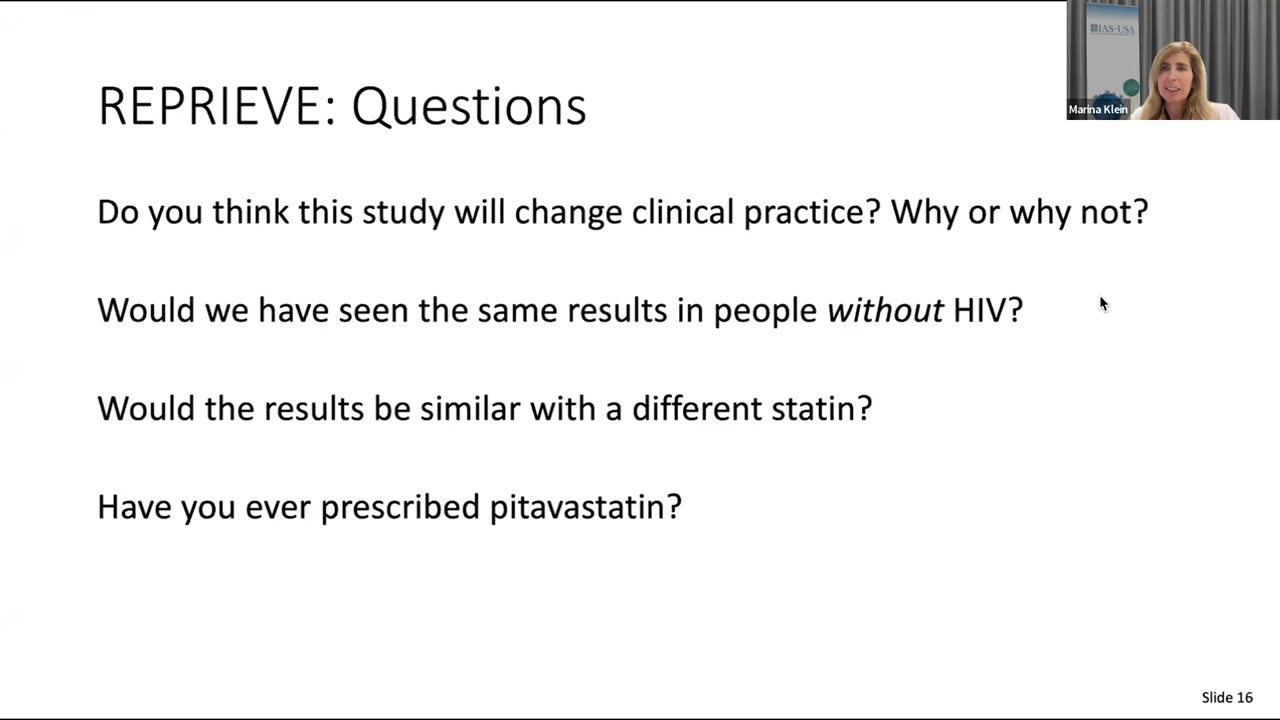 REPRIEVE: Questions
IAS-USA
Marina Klein
Do you think this study will change clinical practice? Why or why not?
Would we have seen the same results in people without HIV?
Would the results be similar with a different statin?
Have you ever prescribed pitavastatin?
Slide 16